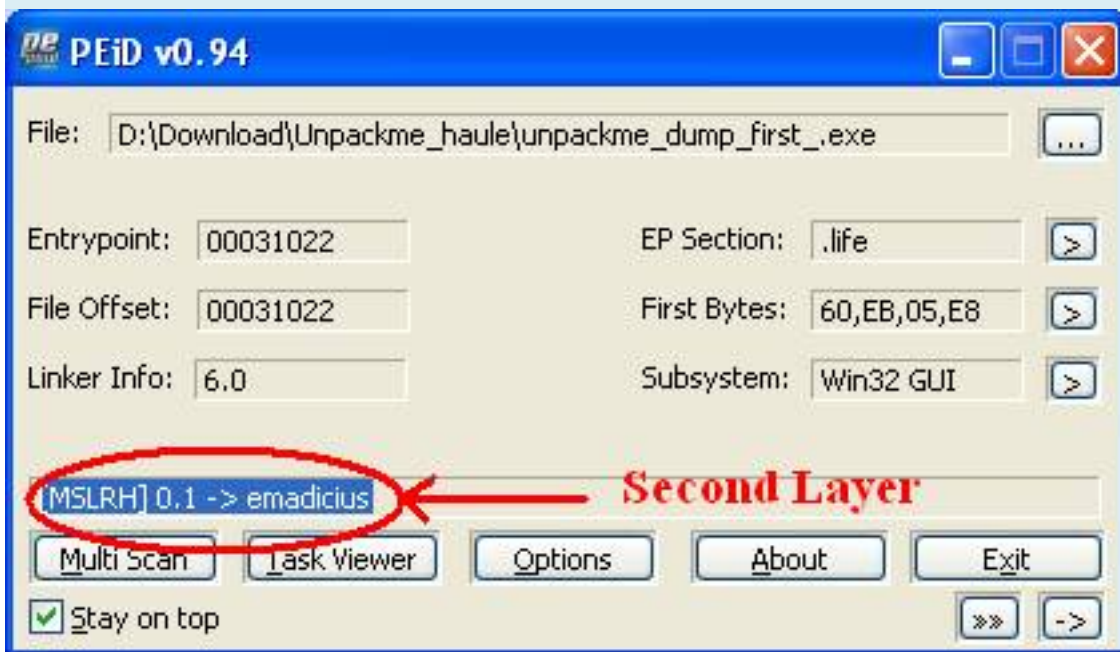 PEiD v0.94
File: D:\Download\Unpackme_haule\unpackme_dump_first_.exe ...
Entrypoint: 00031022 EP Section: .life >
File Offset: 00031022 First Bytes: 60,EB,05,E8 >
Linker Info: 6.0 Subsystem: Win32 GUI >
[MSLRH] 0.1 -> emadicius Second Layer
Multi Scan Task Viewer Options About Exit
Stay on top »» ->